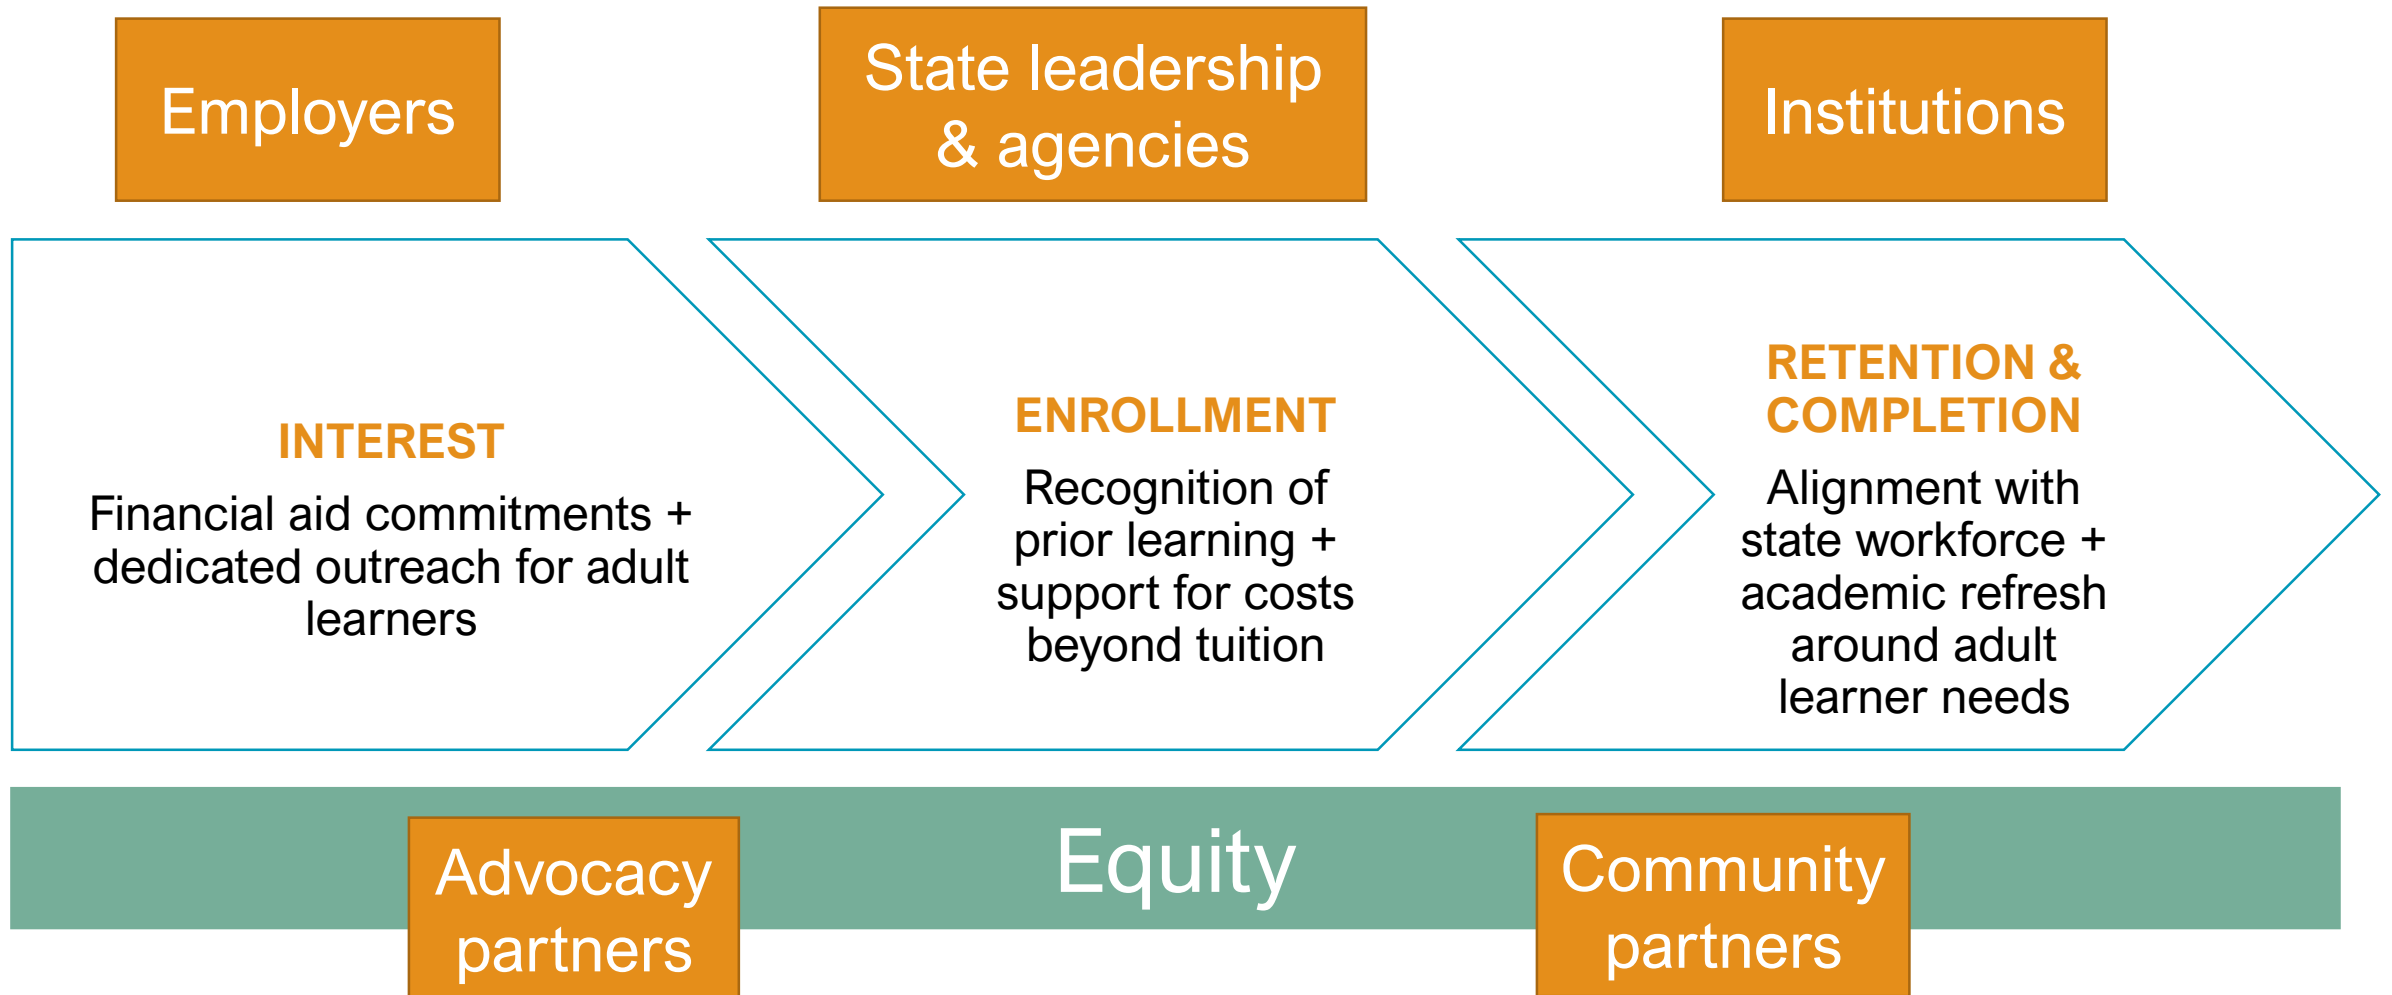 Employers
State leadership
& agencies
Institutions
INTEREST
Financial aid commitments +
dedicated outreach for adult
learners
ENROLLMENT
Recognition of
prior learning +
support for costs
beyond tuition
RETENTION &
COMPLETION
Alignment with
state workforce +
academic refresh
around adult
learner needs
Equity
Advocacy
partners
Community
partners